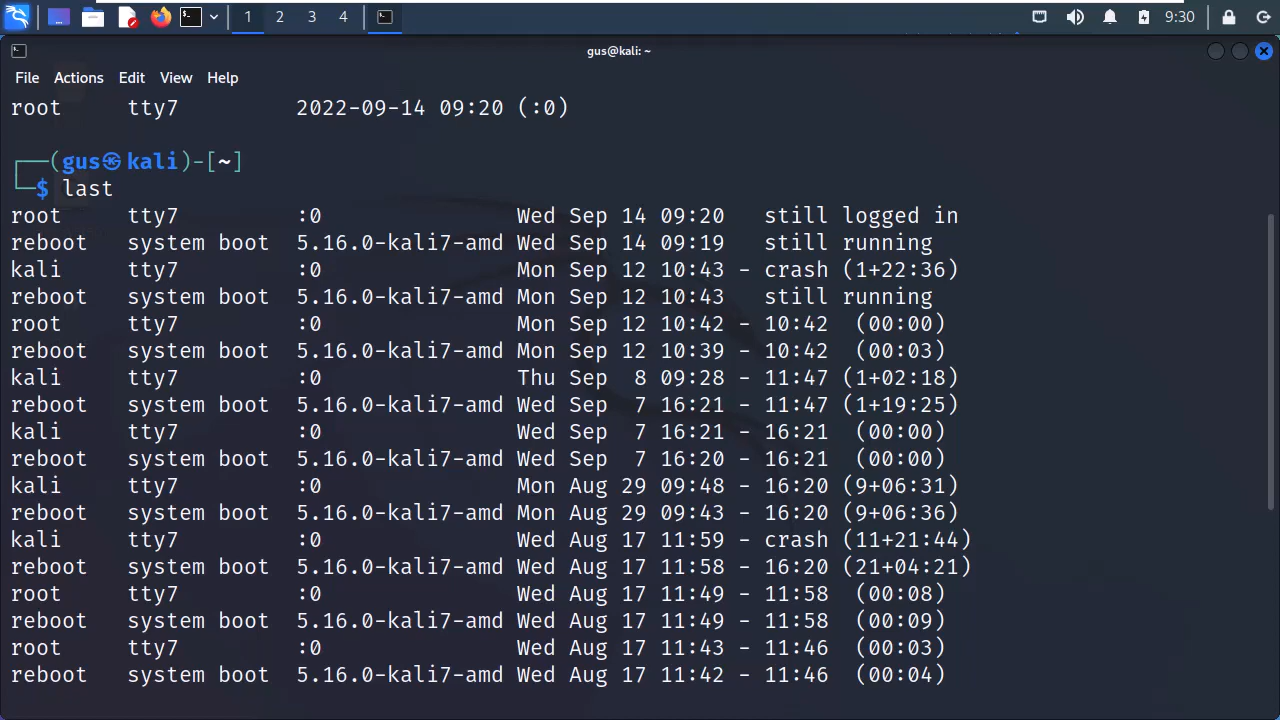 1 2 3 4 9:30
gus@kali: ~
File Actions Edit View Help
root     tty7         2022-09-14 09:20 (:0)
┌──(gus㉿kali)-[~]
└─$ last
root     tty7         :0               Wed Sep 14 09:20   still logged in
reboot   system boot  5.16.0-kali7-amd Wed Sep 14 09:19   still running
kali     tty7         :0               Mon Sep 12 10:43 - crash (1+22:36)
reboot   system boot  5.16.0-kali7-amd Mon Sep 12 10:43   still running
root     tty7         :0               Mon Sep 12 10:42 - 10:42  (00:00)
reboot   system boot  5.16.0-kali7-amd Mon Sep 12 10:39 - 10:42  (00:03)
kali     tty7         :0               Thu Sep  8 09:28 - 11:47 (1+02:18)
reboot   system boot  5.16.0-kali7-amd Wed Sep  7 16:21 - 11:47 (1+19:25)
kali     tty7         :0               Wed Sep  7 16:21 - 16:21  (00:00)
reboot   system boot  5.16.0-kali7-amd Wed Sep  7 16:20 - 16:21  (00:00)
kali     tty7         :0               Mon Aug 29 09:48 - 16:20 (9+06:31)
reboot   system boot  5.16.0-kali7-amd Mon Aug 29 09:43 - 16:20 (9+06:36)
kali     tty7         :0               Wed Aug 17 11:59 - crash (11+21:44)
reboot   system boot  5.16.0-kali7-amd Wed Aug 17 11:58 - 16:20 (21+04:21)
root     tty7         :0               Wed Aug 17 11:49 - 11:58  (00:08)
reboot   system boot  5.16.0-kali7-amd Wed Aug 17 11:49 - 11:58  (00:09)
root     tty7         :0               Wed Aug 17 11:43 - 11:46  (00:03)
reboot   system boot  5.16.0-kali7-amd Wed Aug 17 11:42 - 11:46  (00:04)